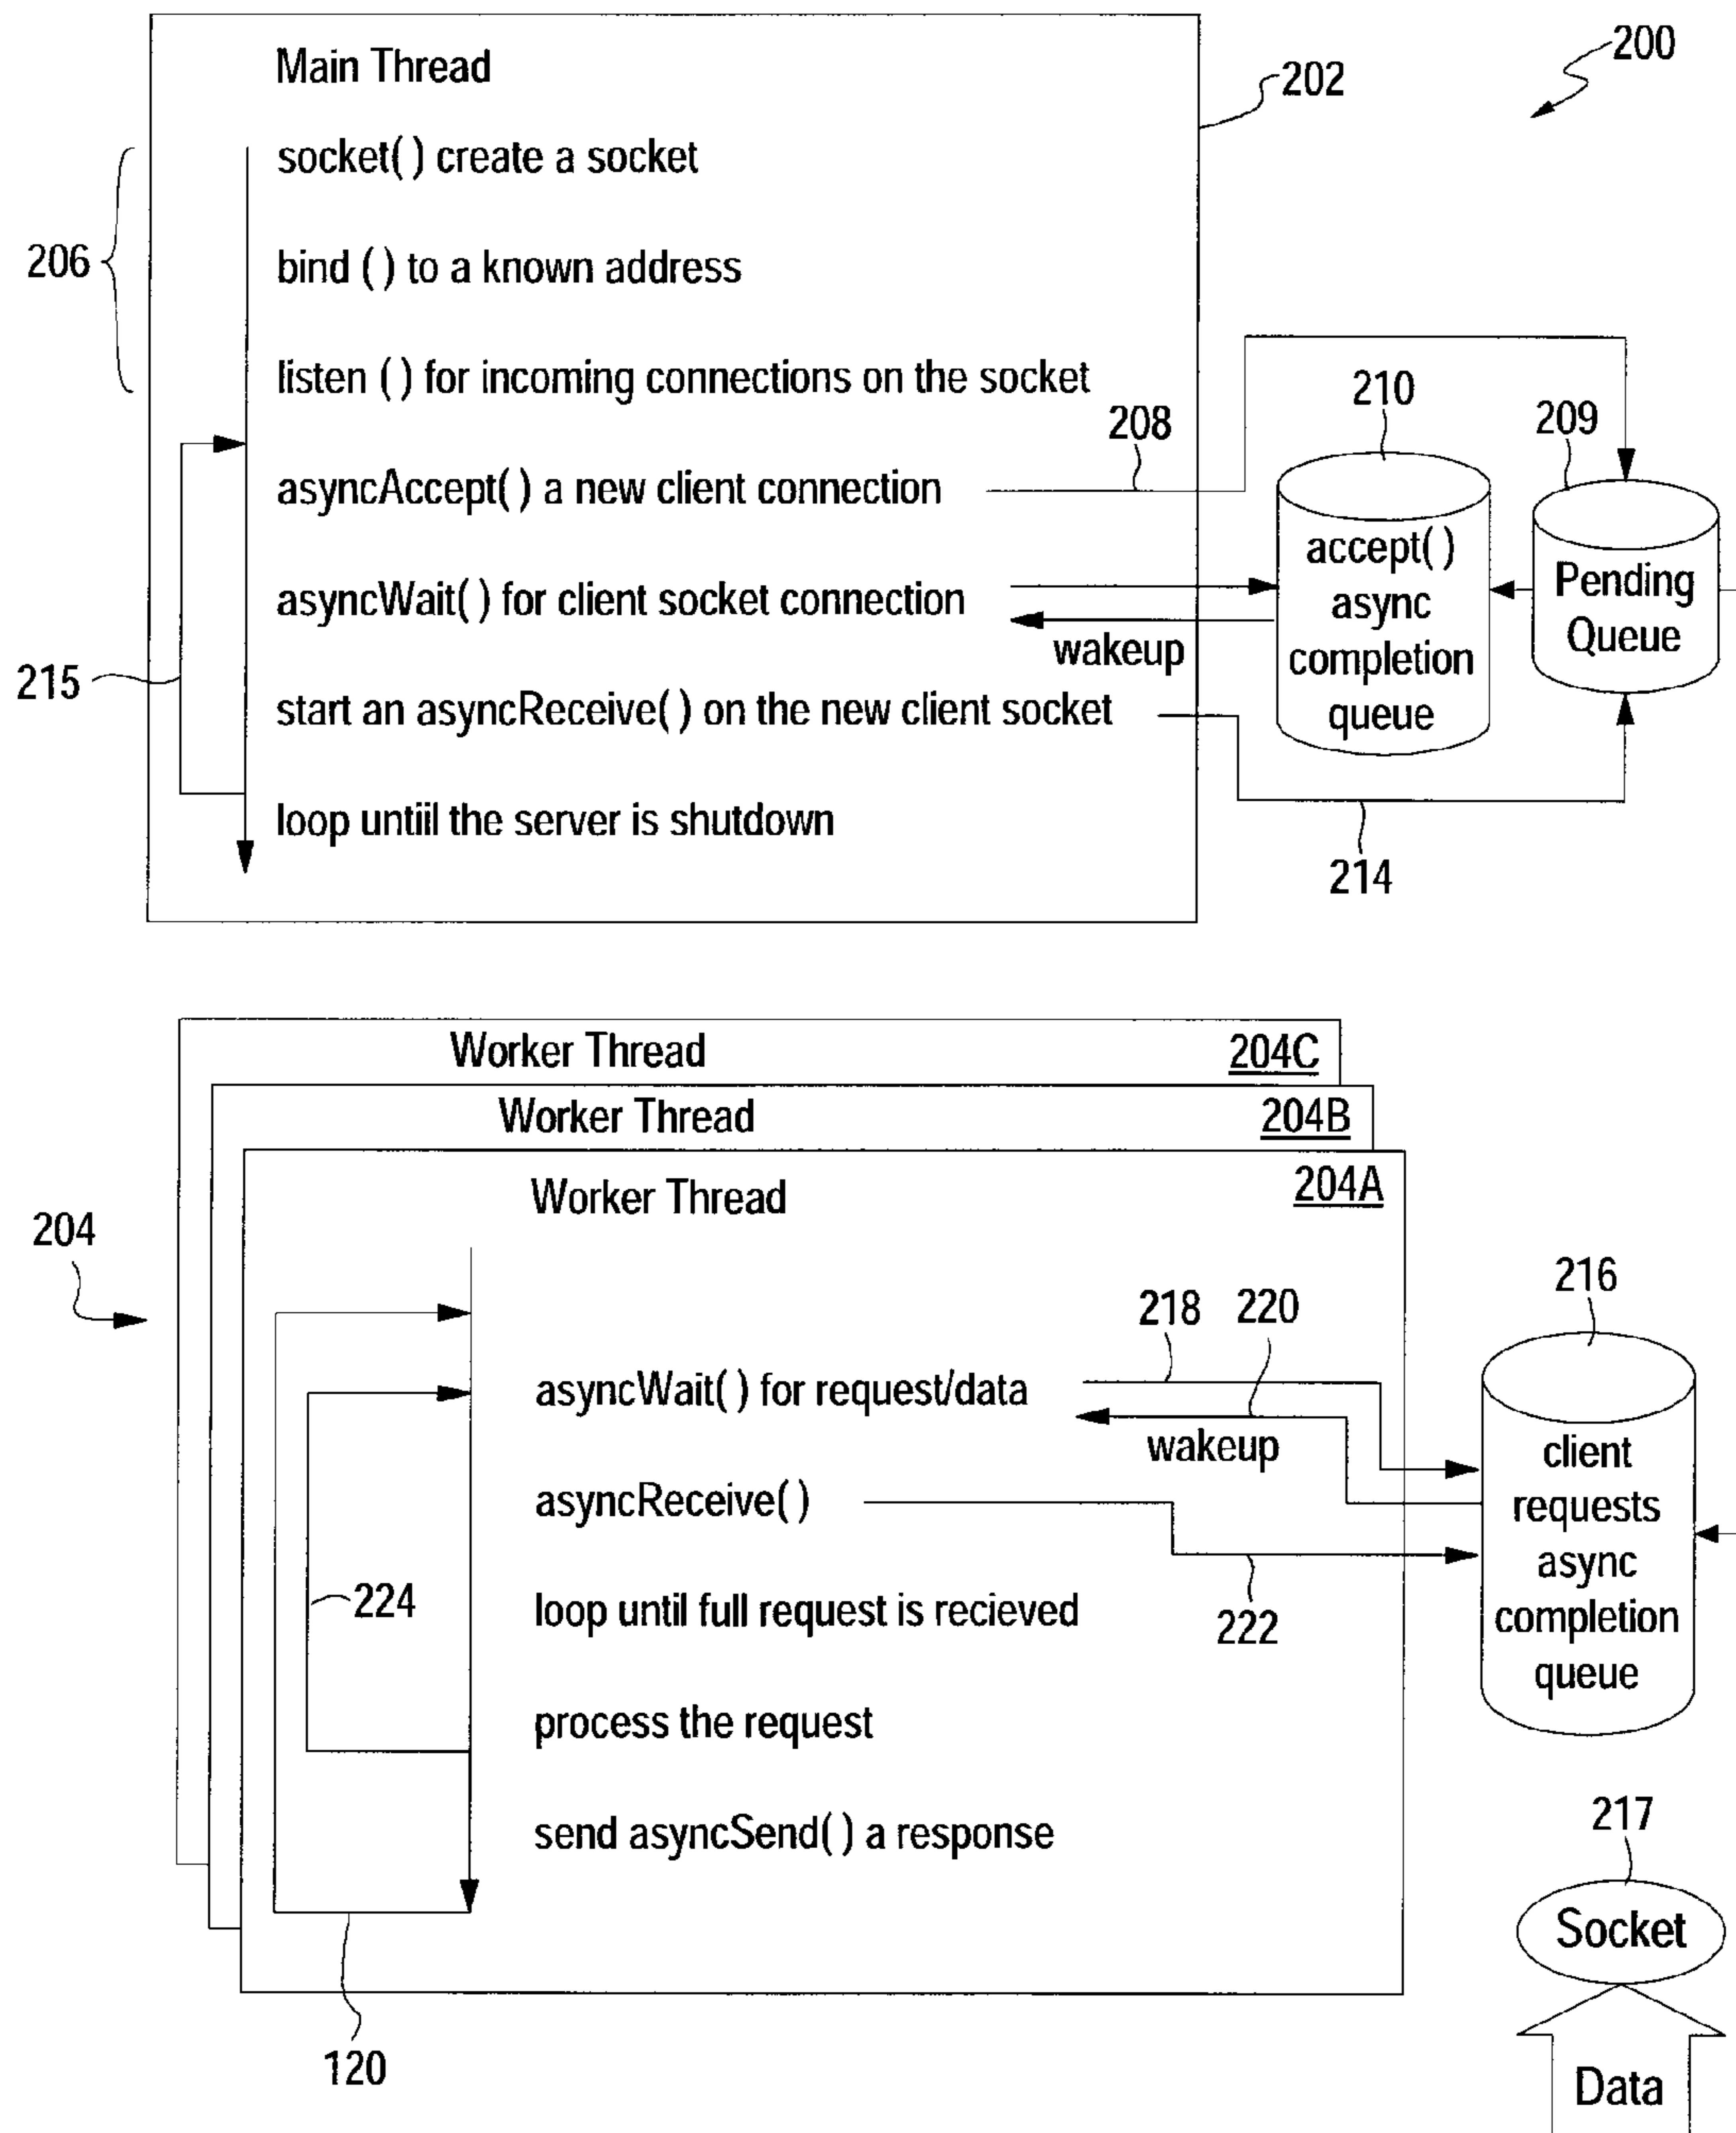 200
Main Thread
202
socket( ) create a socket
206
bind ( ) to a known address
listen ( ) for incoming connections on the socket
210
209
208
asyncAccept( ) a new client connection
accept( )
async
completion
queue
Pending
Queue
asyncWait( ) for client socket connection
wakeup
215
start an asyncReceive( ) on the new client socket
loop untiil the server is shutdown
214
Worker Thread
204C
Worker Thread
204B
Worker Thread
204A
204
216
218
220
asyncWait( ) for request/data
wakeup
client
requests
async
completion
queue
asyncReceive( )
224
loop until full request is recieved
222
process the request
217
send asyncSend( ) a response
Socket
120
Data